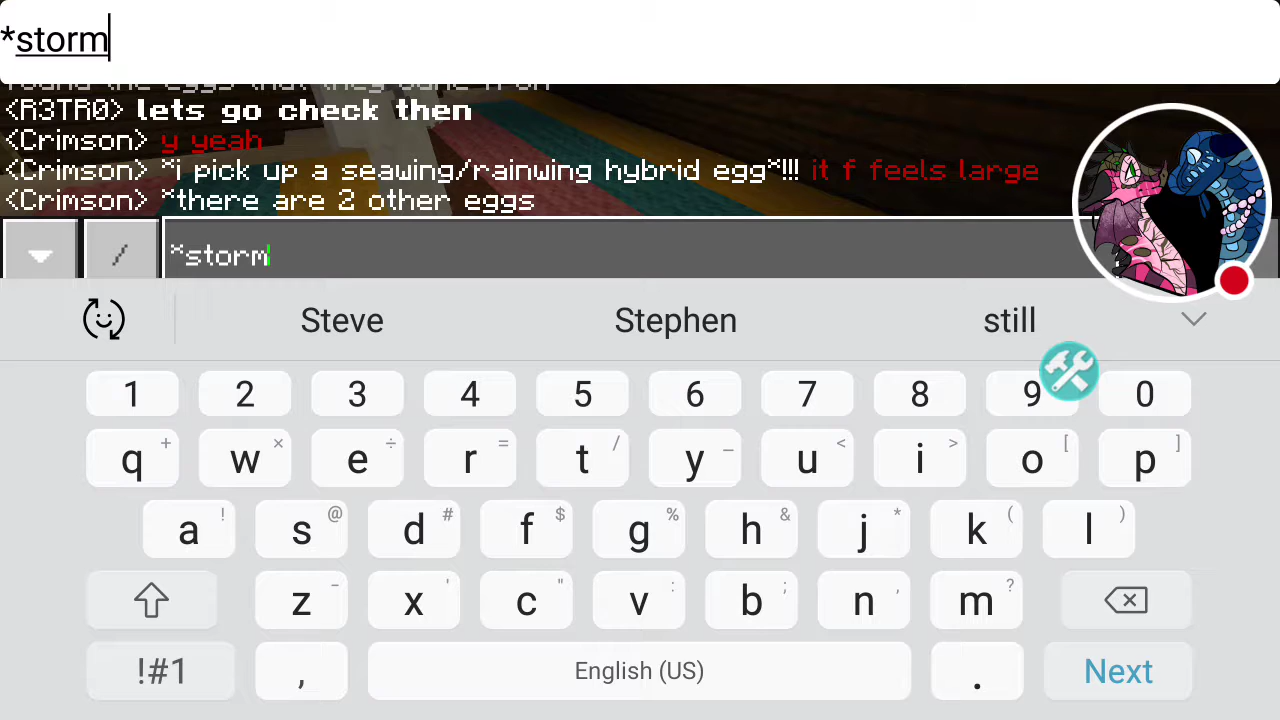 *storm
<R3TR0> lets go check then
<Crimson> y yeah
<Crimson> *i pick up a seawing/rainwing hybrid egg*!!! it f feels large
<Crimson> *there are 2 other eggs
/ *storm
Steve Stephen still
1 2 3 4 5 6 7 8 9 0
q + w × e ÷ r = t / y _ u < i > o [ p ]
a ! s @ d # f $ g % h & j * k ( l )
z - x ' c " v : b ; n , m ?
!#1 , English (US) . Next